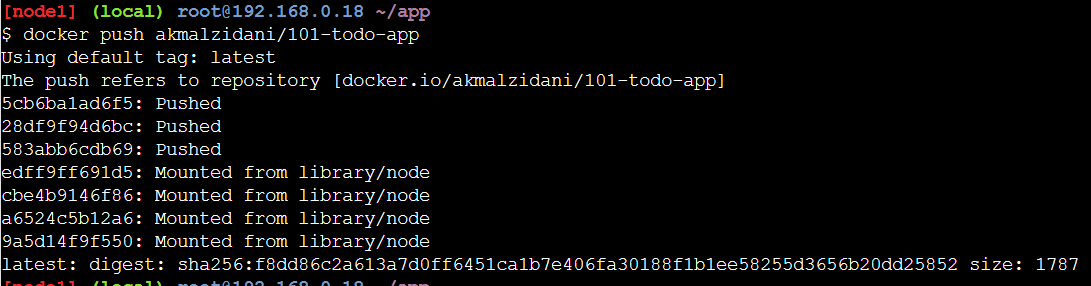 [node1] (local) root@192.168.0.18 ~/app
$ docker push akmalzidani/101-todo-app
Using default tag: latest
The push refers to repository [docker.io/akmalzidani/101-todo-app]
5cb6ba1ad6f5: Pushed
28df9f94d6bc: Pushed
583abb6cdb69: Pushed
edff9ff691d5: Mounted from library/node
cbe4b9146f86: Mounted from library/node
a6524c5b12a6: Mounted from library/node
9a5d14f9f550: Mounted from library/node
latest: digest: sha256:f8dd86c2a613a7d0ff6451ca1b7e406fa30188f1b1ee58255d3656b20dd25852 size: 1787
[node1] (local) root@192.168.0.18 ~/app